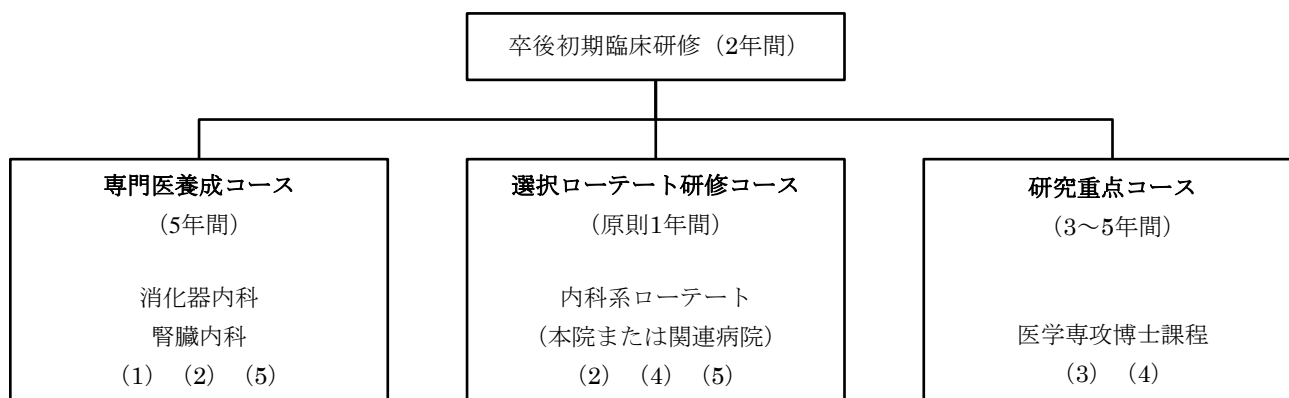 卒後初期臨床研修（2年間）
専門医養成コース
（5年間）
消化器内科
腎臓内科
（1）（2）（5）
選択ローテート研修コース
（原則1年間）
内科系ローテート
（本院または関連病院）
（2）（4）（5）
研究重点コース
（3～5年間）
医学専攻博士課程
（3）（4）